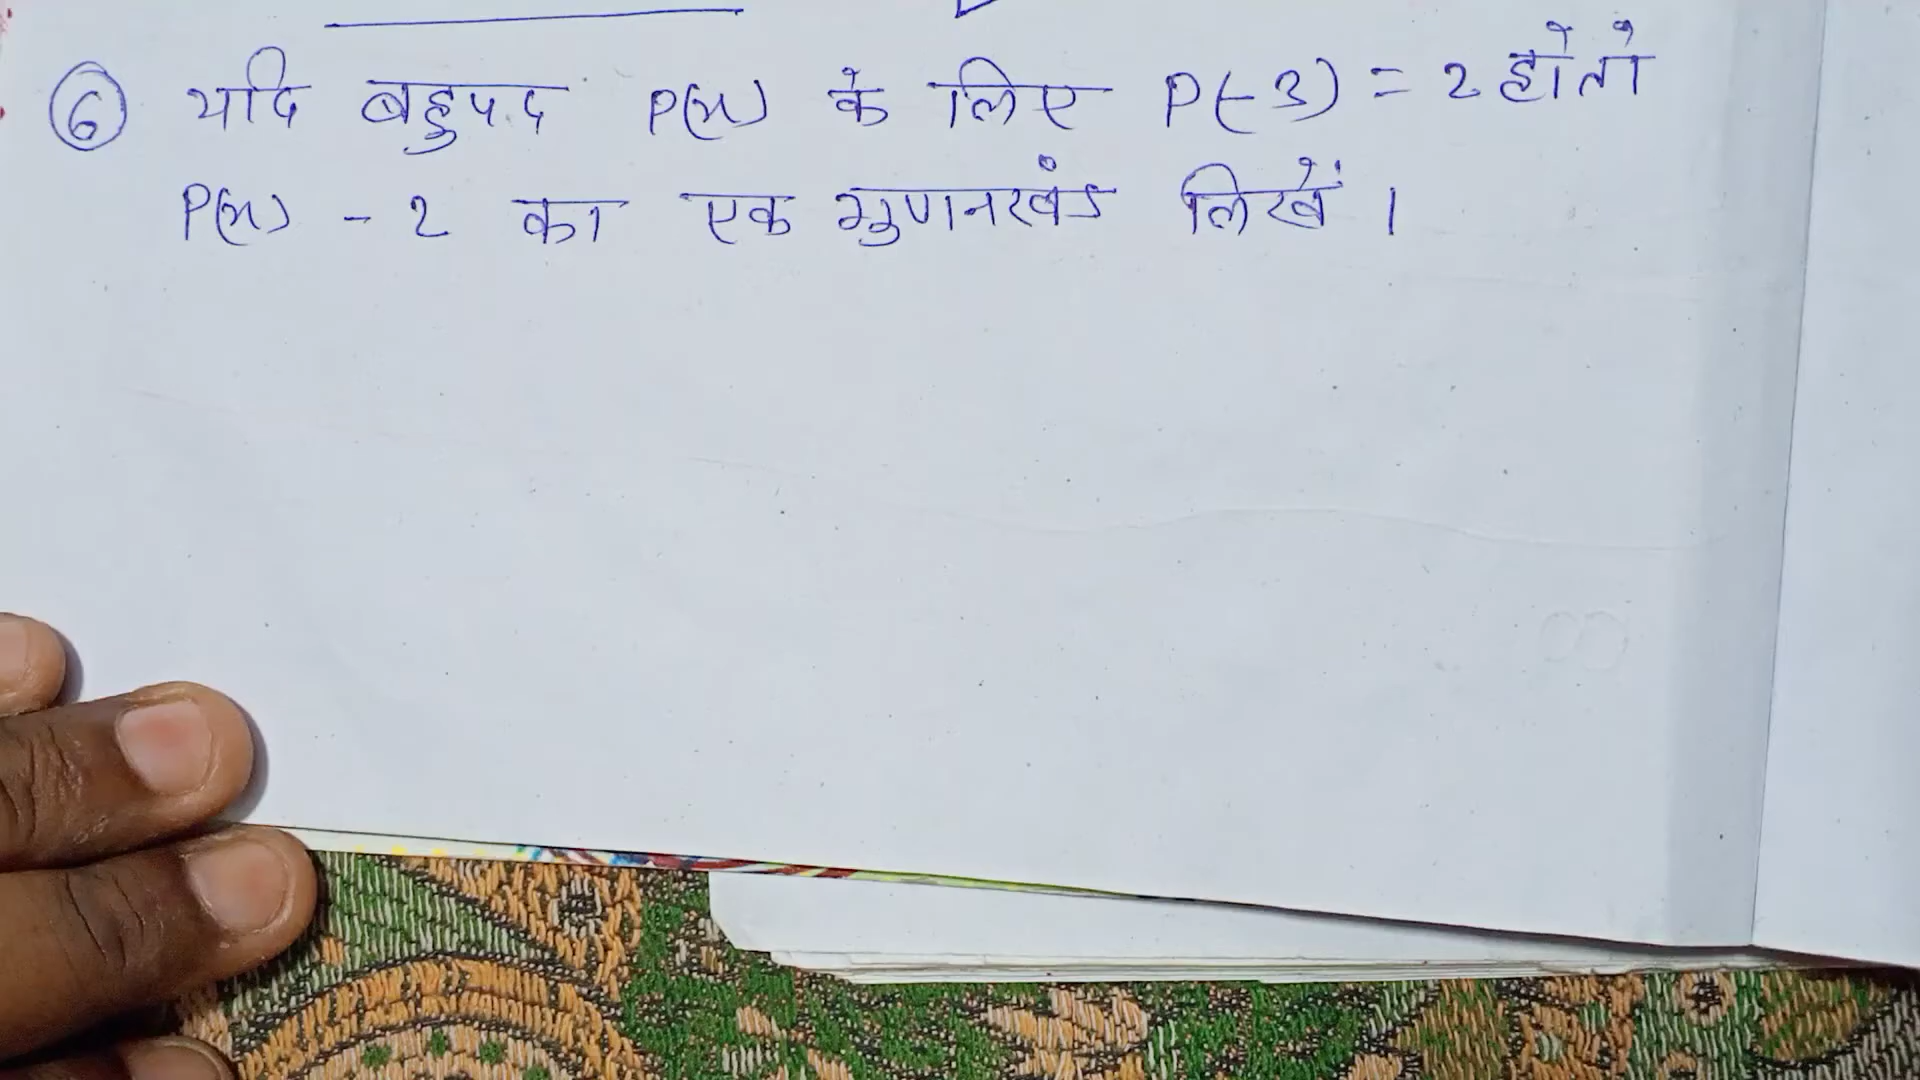 ⑥ यदि बहुपद P(x) के लिए P(-3) = 2 हो तो
P(x) - 2 का एक गुणनखंड लिखें ।